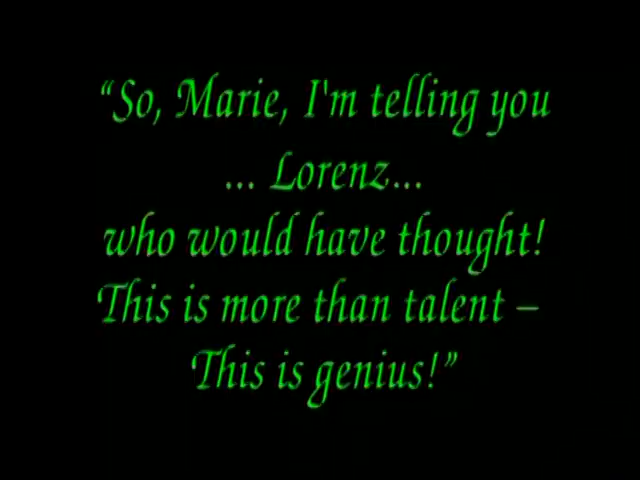 “So, Marie, I'm telling you
... Lorenz...
who would have thought!
This is more than talent –
This is genius!”